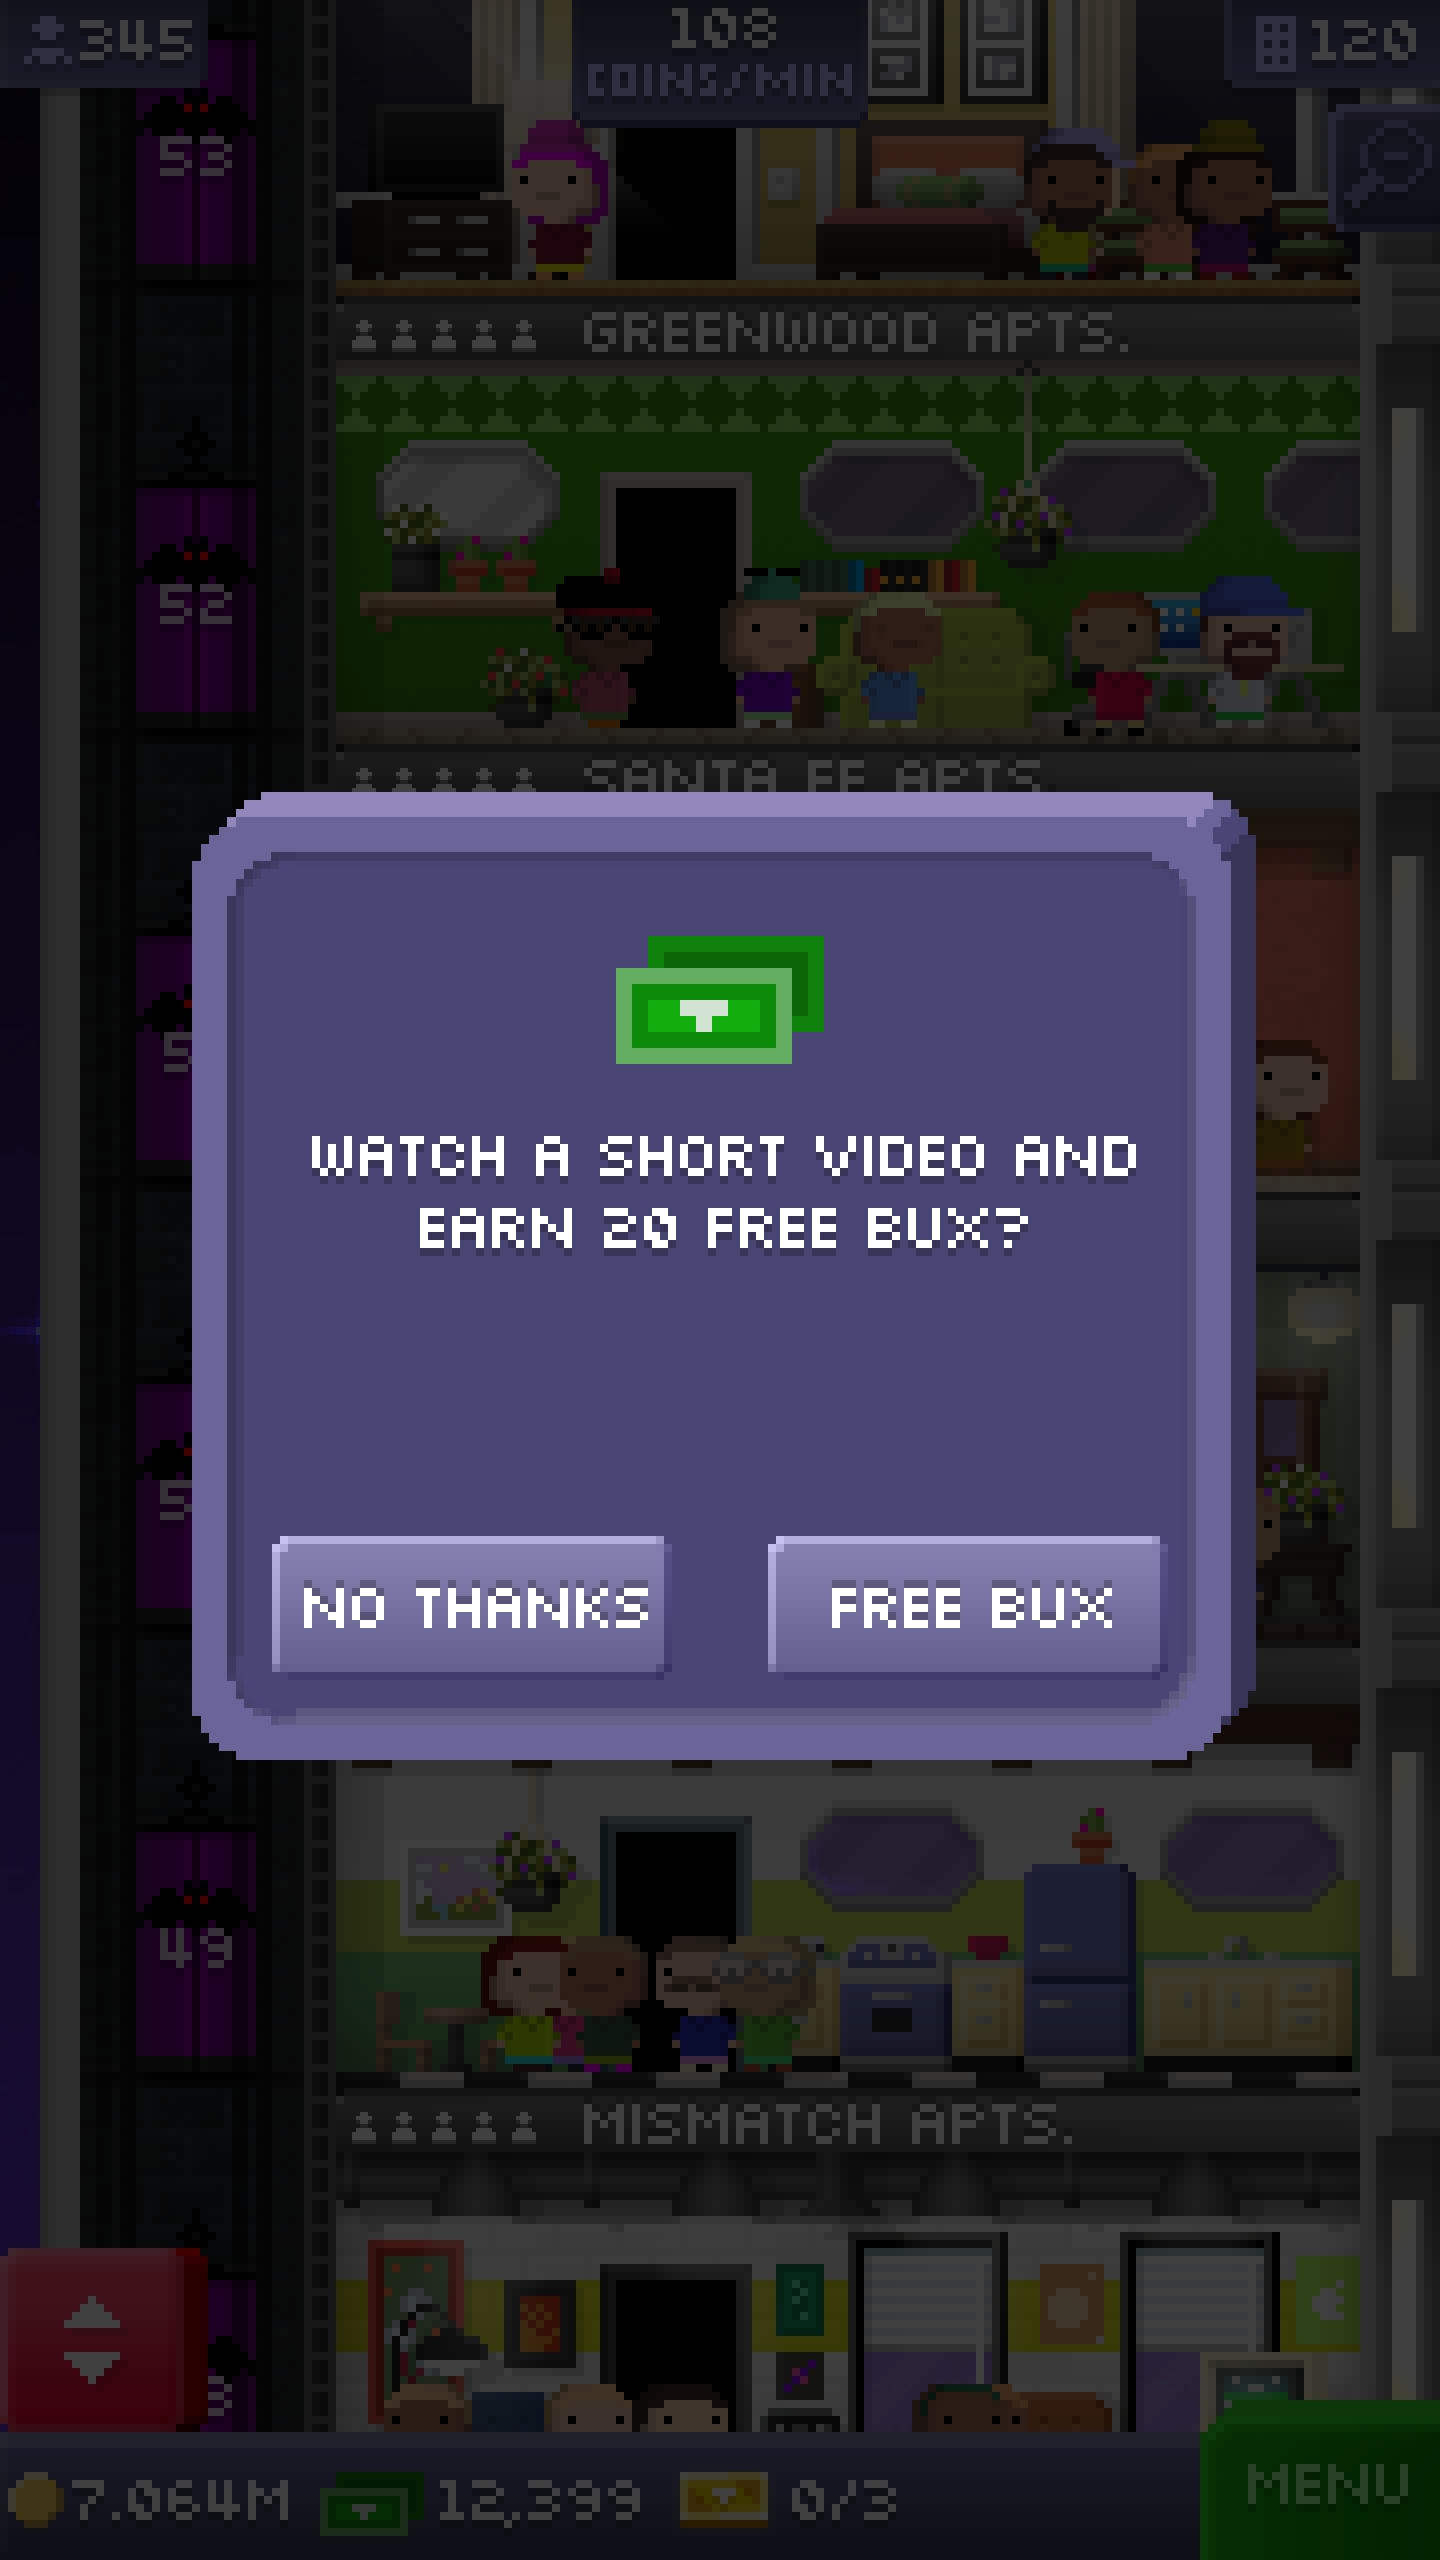 345
108
COINS/MIN
120
53
GREENWOOD APTS.
52
SANTA FE APTS.
WATCH A SHORT VIDEO AND
EARN 20 FREE BUX?
NO THANKS
FREE BUX
49
MISMATCH APTS.
7.064M
12,399
0/3
MENU